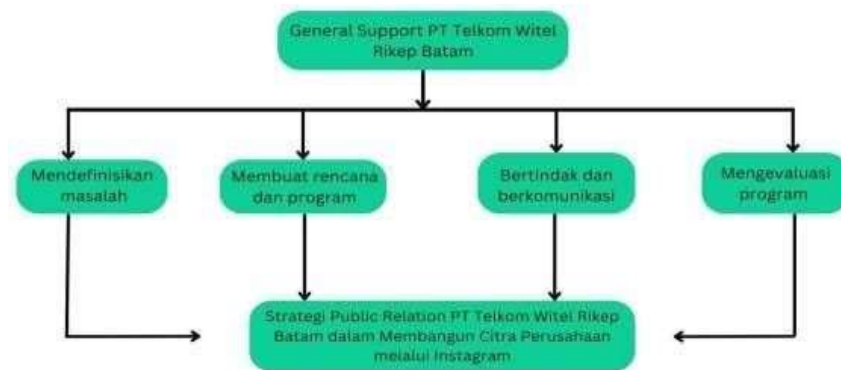 General Support PT Telkom Witel
Rikep Batam
Mendefinisikan
masalah
Membuat rencana
dan program
Bertindak dan
berkomunikasi
Mengevaluasi
program
Strategi Public Relation PT Telkom Witel Rikep
Batam dalam Membangun Citra Perusahaan
melalui Instagram